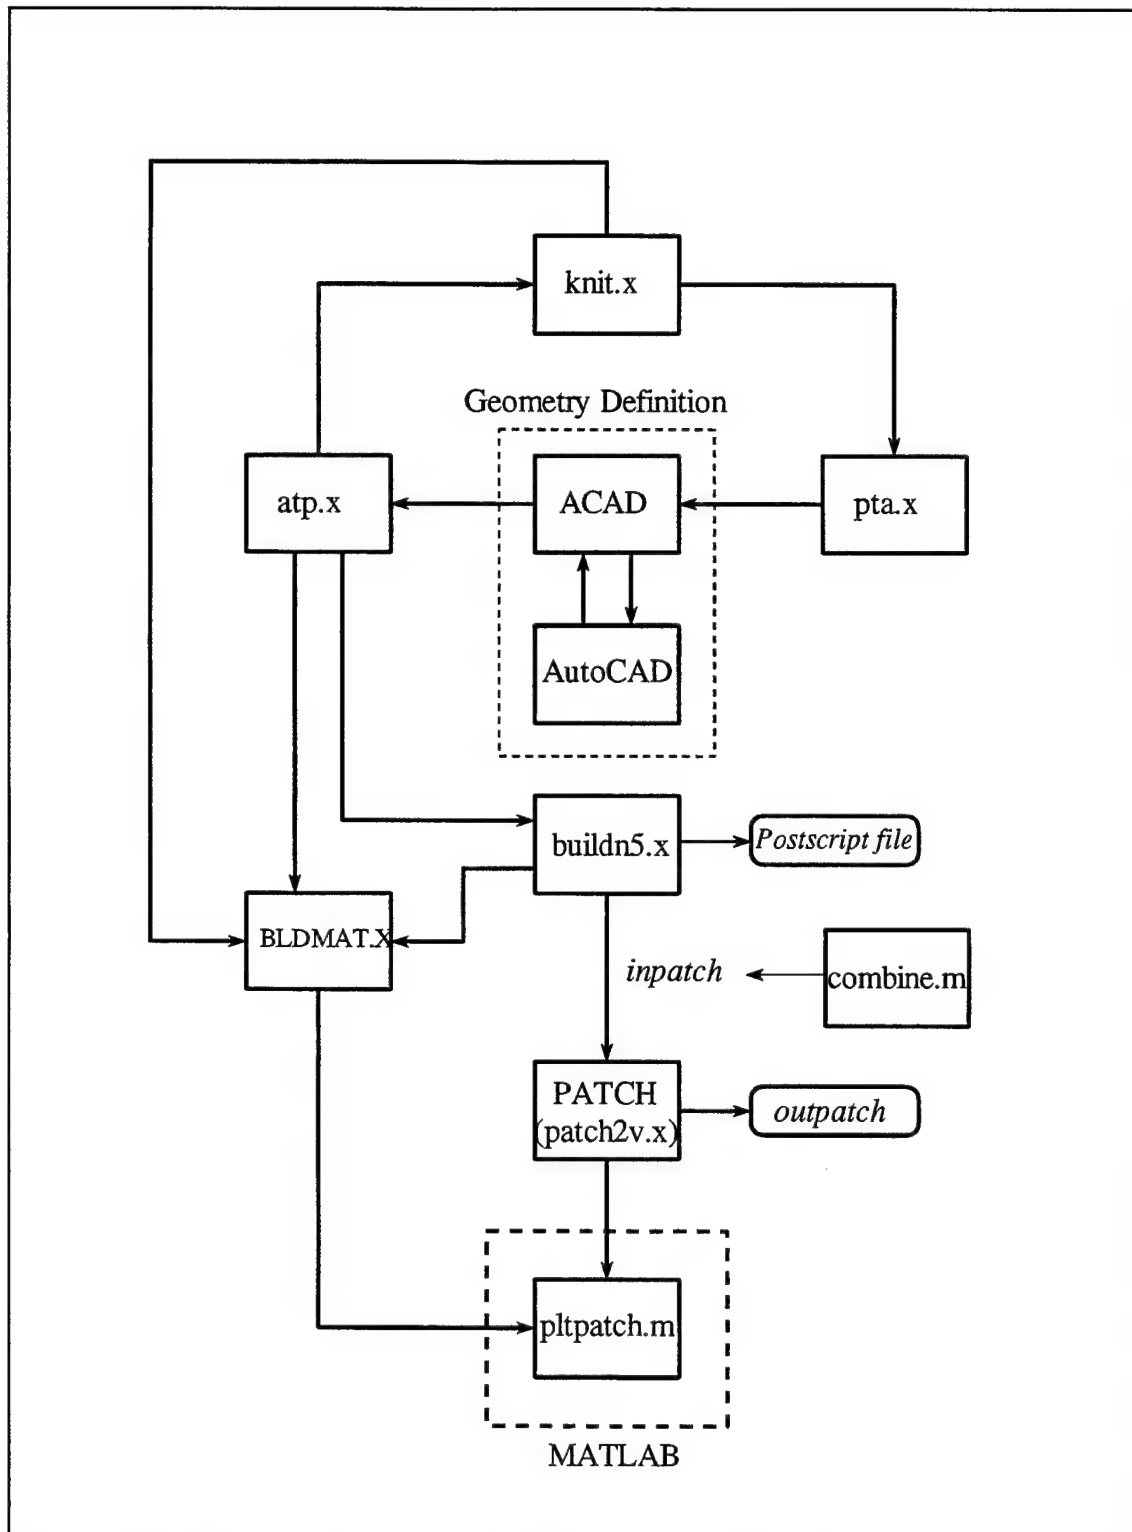 knit.x
Geometry Definition
atp.x
ACAD
pta.x
AutoCAD
buildn5.x
Postscript file
BLDMAT.X
inpatch
combine.m
PATCH
(patch2v.x)
outpatch
pltpatch.m
MATLAB